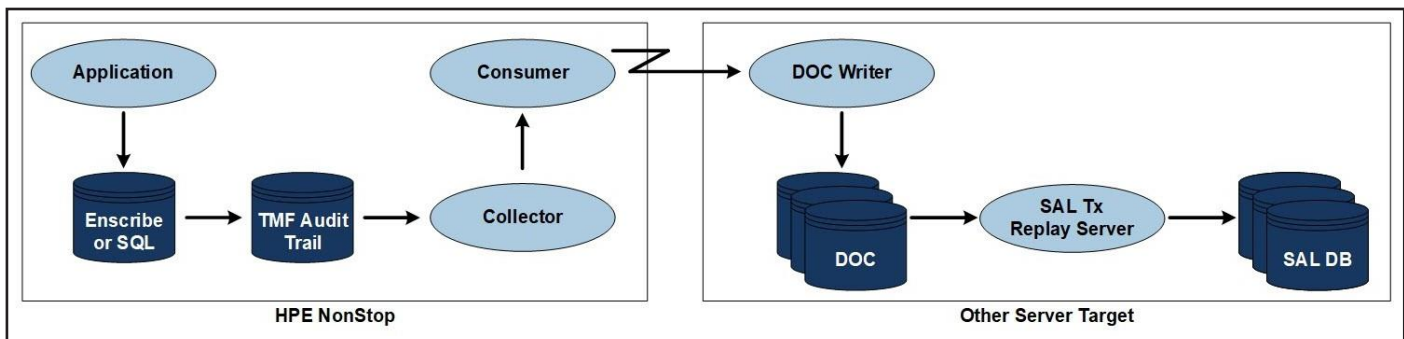 Application
Consumer
DOC Writer
Enscribe
or SQL
TMF Audit
Trail
Collector
DOC
SAL Tx
Replay Server
SAL DB
HPE NonStop
Other Server Target